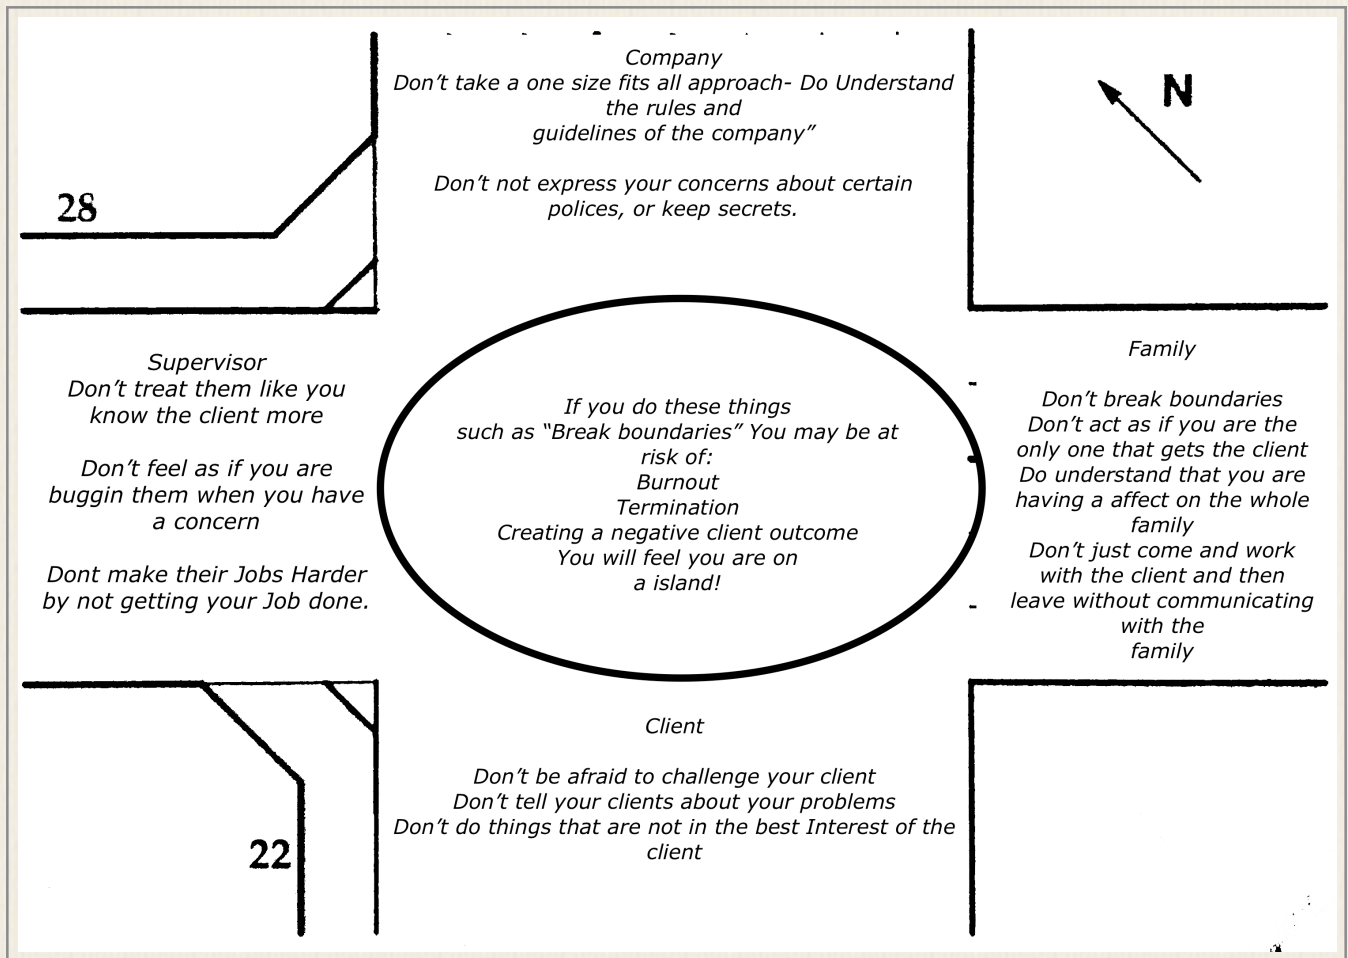 Company
Don’t take a one size fits all approach- Do Understand
the rules and
guidelines of the company”
Don’t not express your concerns about certain
polices, or keep secrets.
N
28
Supervisor
Don’t treat them like you
know the client more
Don’t feel as if you are
buggin them when you have
a concern
Dont make their Jobs Harder
by not getting your Job done.
If you do these things
such as “Break boundaries” You may be at
risk of:
Burnout
Termination
Creating a negative client outcome
You will feel you are on
a island!
Family
Don’t break boundaries
Don’t act as if you are the
only one that gets the client
Do understand that you are
having a affect on the whole
family
Don’t just come and work
with the client and then
leave without communicating
with the
family
Client
Don’t be afraid to challenge your client
Don’t tell your clients about your problems
Don’t do things that are not in the best Interest of the
client
22